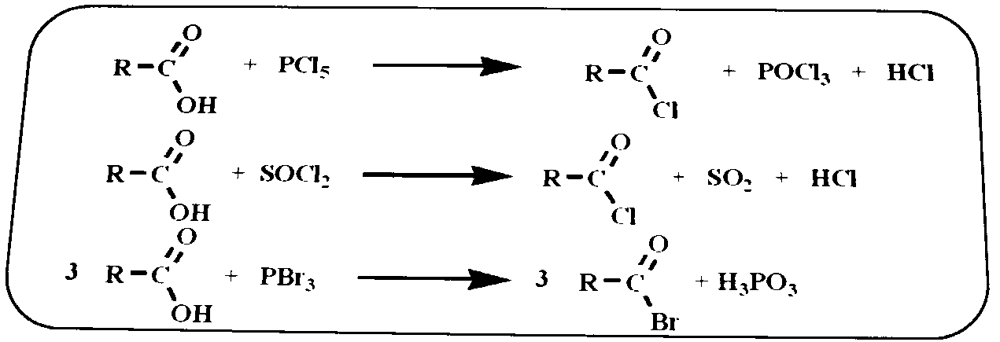 R-C(=O)OH + PCl₅ ⟶ R-C(=O)Cl + POCl₃ + HCl
R-C(=O)OH + SOCl₂ ⟶ R-C(=O)Cl + SO₂ + HCl
3 R-C(=O)OH + PBr₃ ⟶ 3 R-C(=O)Br + H₃PO₃